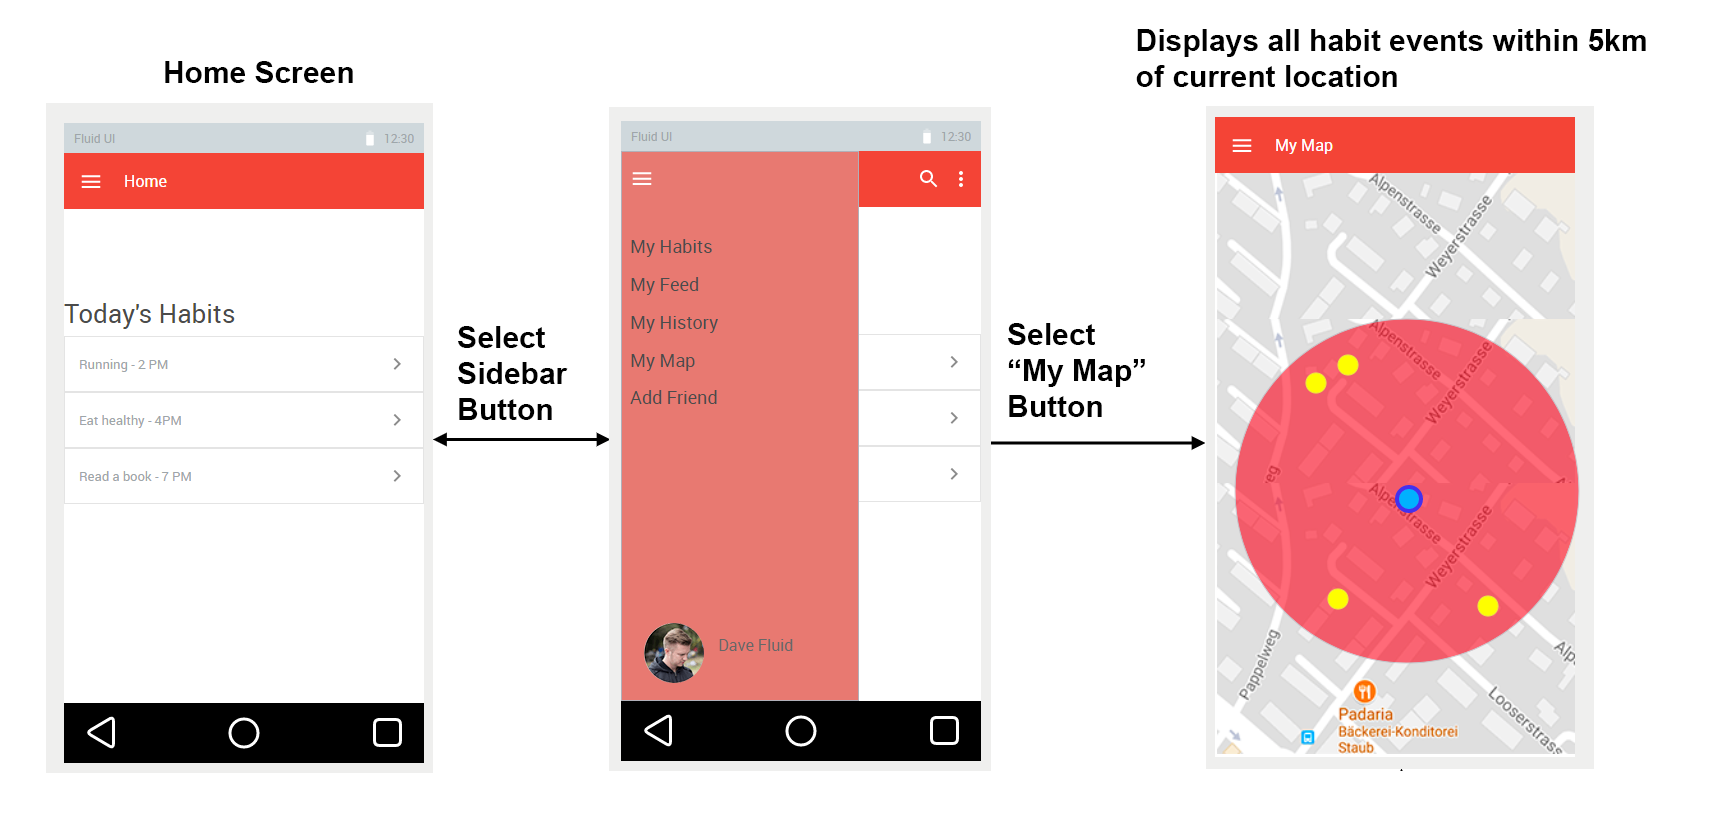 Home Screen
Displays all habit events within 5km
of current location
Fluid UI 12:30
Home
Today's Habits
Running - 2 PM
Eat healthy - 4PM
Read a book - 7 PM
Select
Sidebar
Button
Fluid UI 12:30
My Habits
My Feed
My History
My Map
Add Friend
Dave Fluid
Select
“My Map”
Button
My Map
Alpenstrasse
Weyerstrasse
Alpenstrasse
Weyerstrasse
eg
Alpenstrasse
Weyerstrasse
Pappelweg
Alp
Looserstrass
Padaria
Bäckerei-Konditorei
Staub